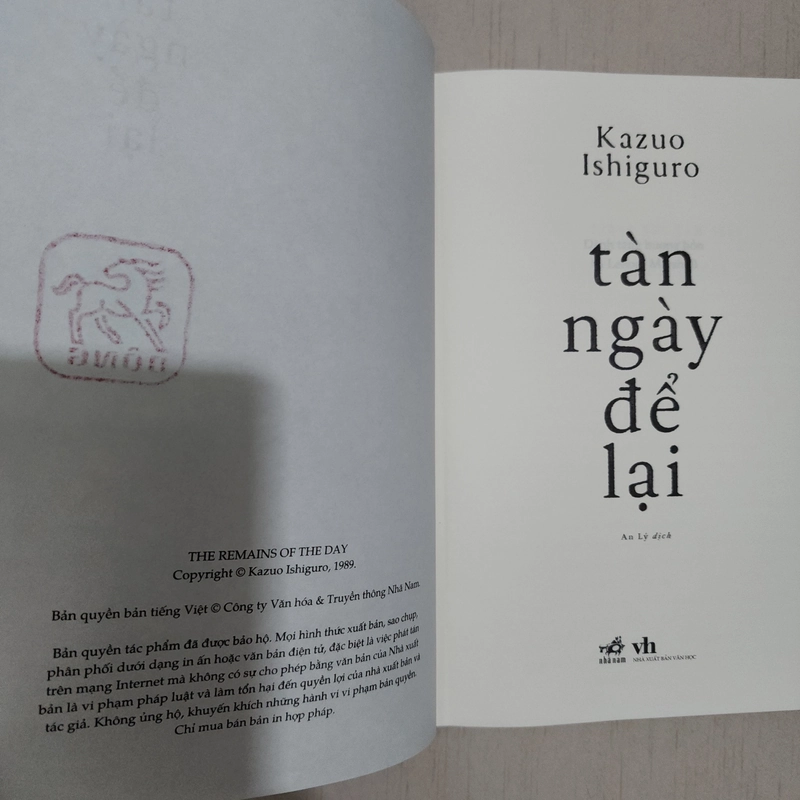 THE REMAINS OF THE DAY
Copyright © Kazuo Ishiguro, 1989.
Bản quyền bản tiếng Việt © Công ty Văn hóa & Truyền thông Nhã Nam.
Bản quyền tác phẩm đã được bảo hộ. Mọi hình thức xuất bản, sao chụp,
phân phối dưới dạng in ấn hoặc văn bản điện tử, đặc biệt là việc phát tán
trên mạng Internet mà không có sự cho phép bằng văn bản của Nhà xuất
bản là vi phạm pháp luật và làm tổn hại đến quyền lợi của nhà xuất bản và
tác giả. Không ủng hộ, khuyến khích những hành vi vi phạm bản quyền.
Chỉ mua bán bản in hợp pháp.
Kazuo
Ishiguro
tàn
ngày
để
lại
An Lý dịch
nhã nam
vh
NHÀ XUẤT BẢN VĂN HỌC